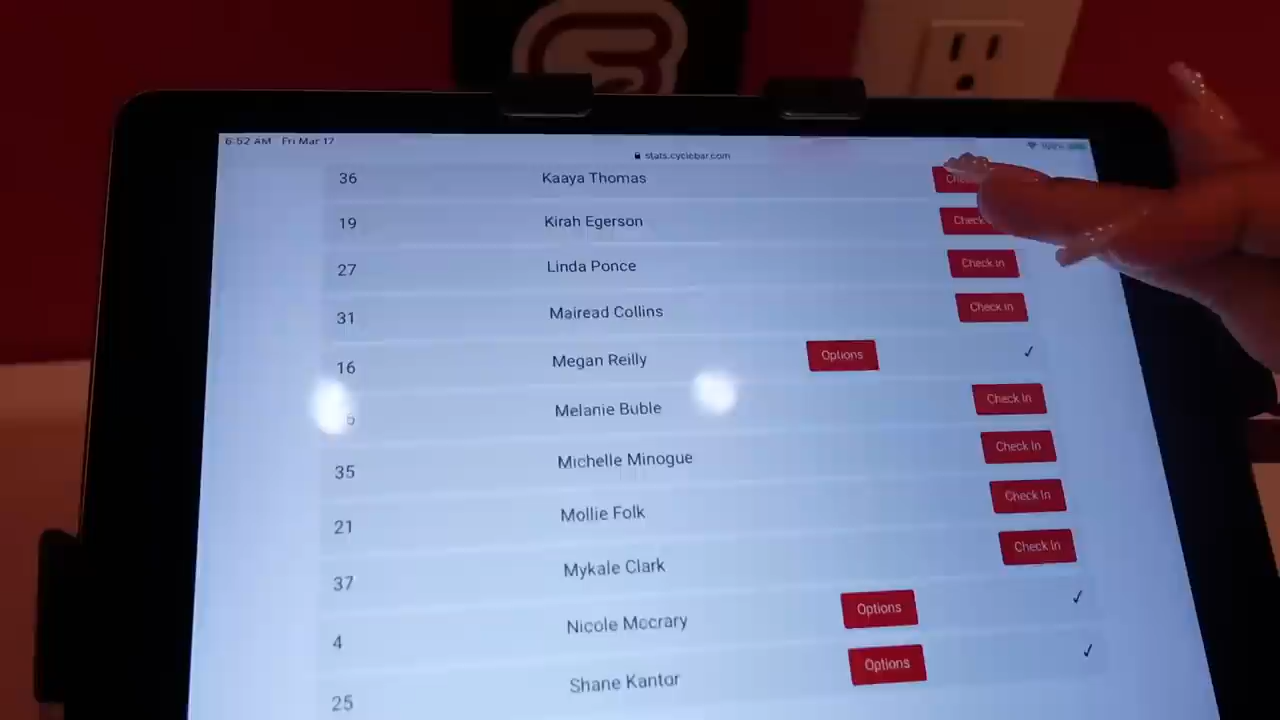 6:52 AM Fri Mar 17
stats.cyclebar.com
36 Kaaya Thomas
19 Kirah Egerson Check
27 Linda Ponce Check In
31 Mairead Collins Check In
16 Megan Reilly Options ✓
Melanie Buble Check In
35 Michelle Minogue Check In
21 Mollie Folk Check In
37 Mykale Clark Check In
4 Nicole Mccrary Options ✓
25 Shane Kantor Options ✓